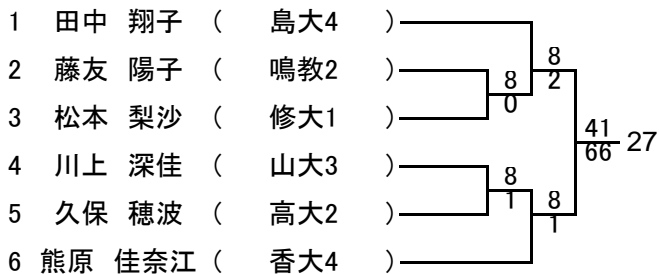 1 田中 翔子 ( 島大4 )
8
2
2 藤友 陽子 ( 鳴教2 )
8
0
3 松本 梨沙 ( 修大1 )
41
66 27
4 川上 深佳 ( 山大3 )
8
1
5 久保 穂波 ( 高大2 )
8
1
6 熊原 佳奈江 ( 香大4 )